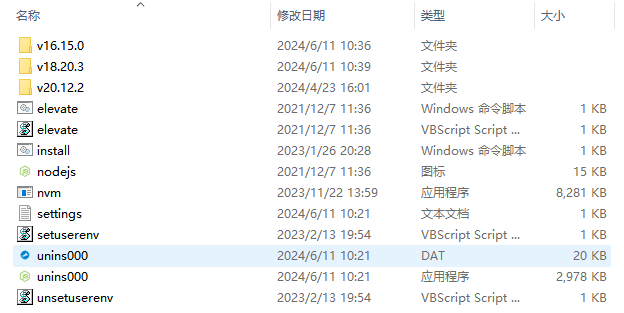 名称 修改日期 类型 大小
v16.15.0 2024/6/11 10:36 文件夹
v18.20.3 2024/6/11 10:39 文件夹
v20.12.2 2024/4/23 16:01 文件夹
elevate 2021/12/7 11:36 Windows 命令脚本 1 KB
elevate 2021/12/7 11:36 VBScript Script ... 1 KB
install 2023/1/26 20:28 Windows 命令脚本 1 KB
nodejs 2021/12/7 11:36 图标 15 KB
nvm 2023/11/22 13:59 应用程序 8,281 KB
settings 2024/6/11 10:21 文本文档 1 KB
setuserenv 2023/2/13 19:54 VBScript Script ... 1 KB
unins000 2024/6/11 10:21 DAT 20 KB
unins000 2024/6/11 10:21 应用程序 2,978 KB
unsetuserenv 2023/2/13 19:54 VBScript Script ... 1 KB